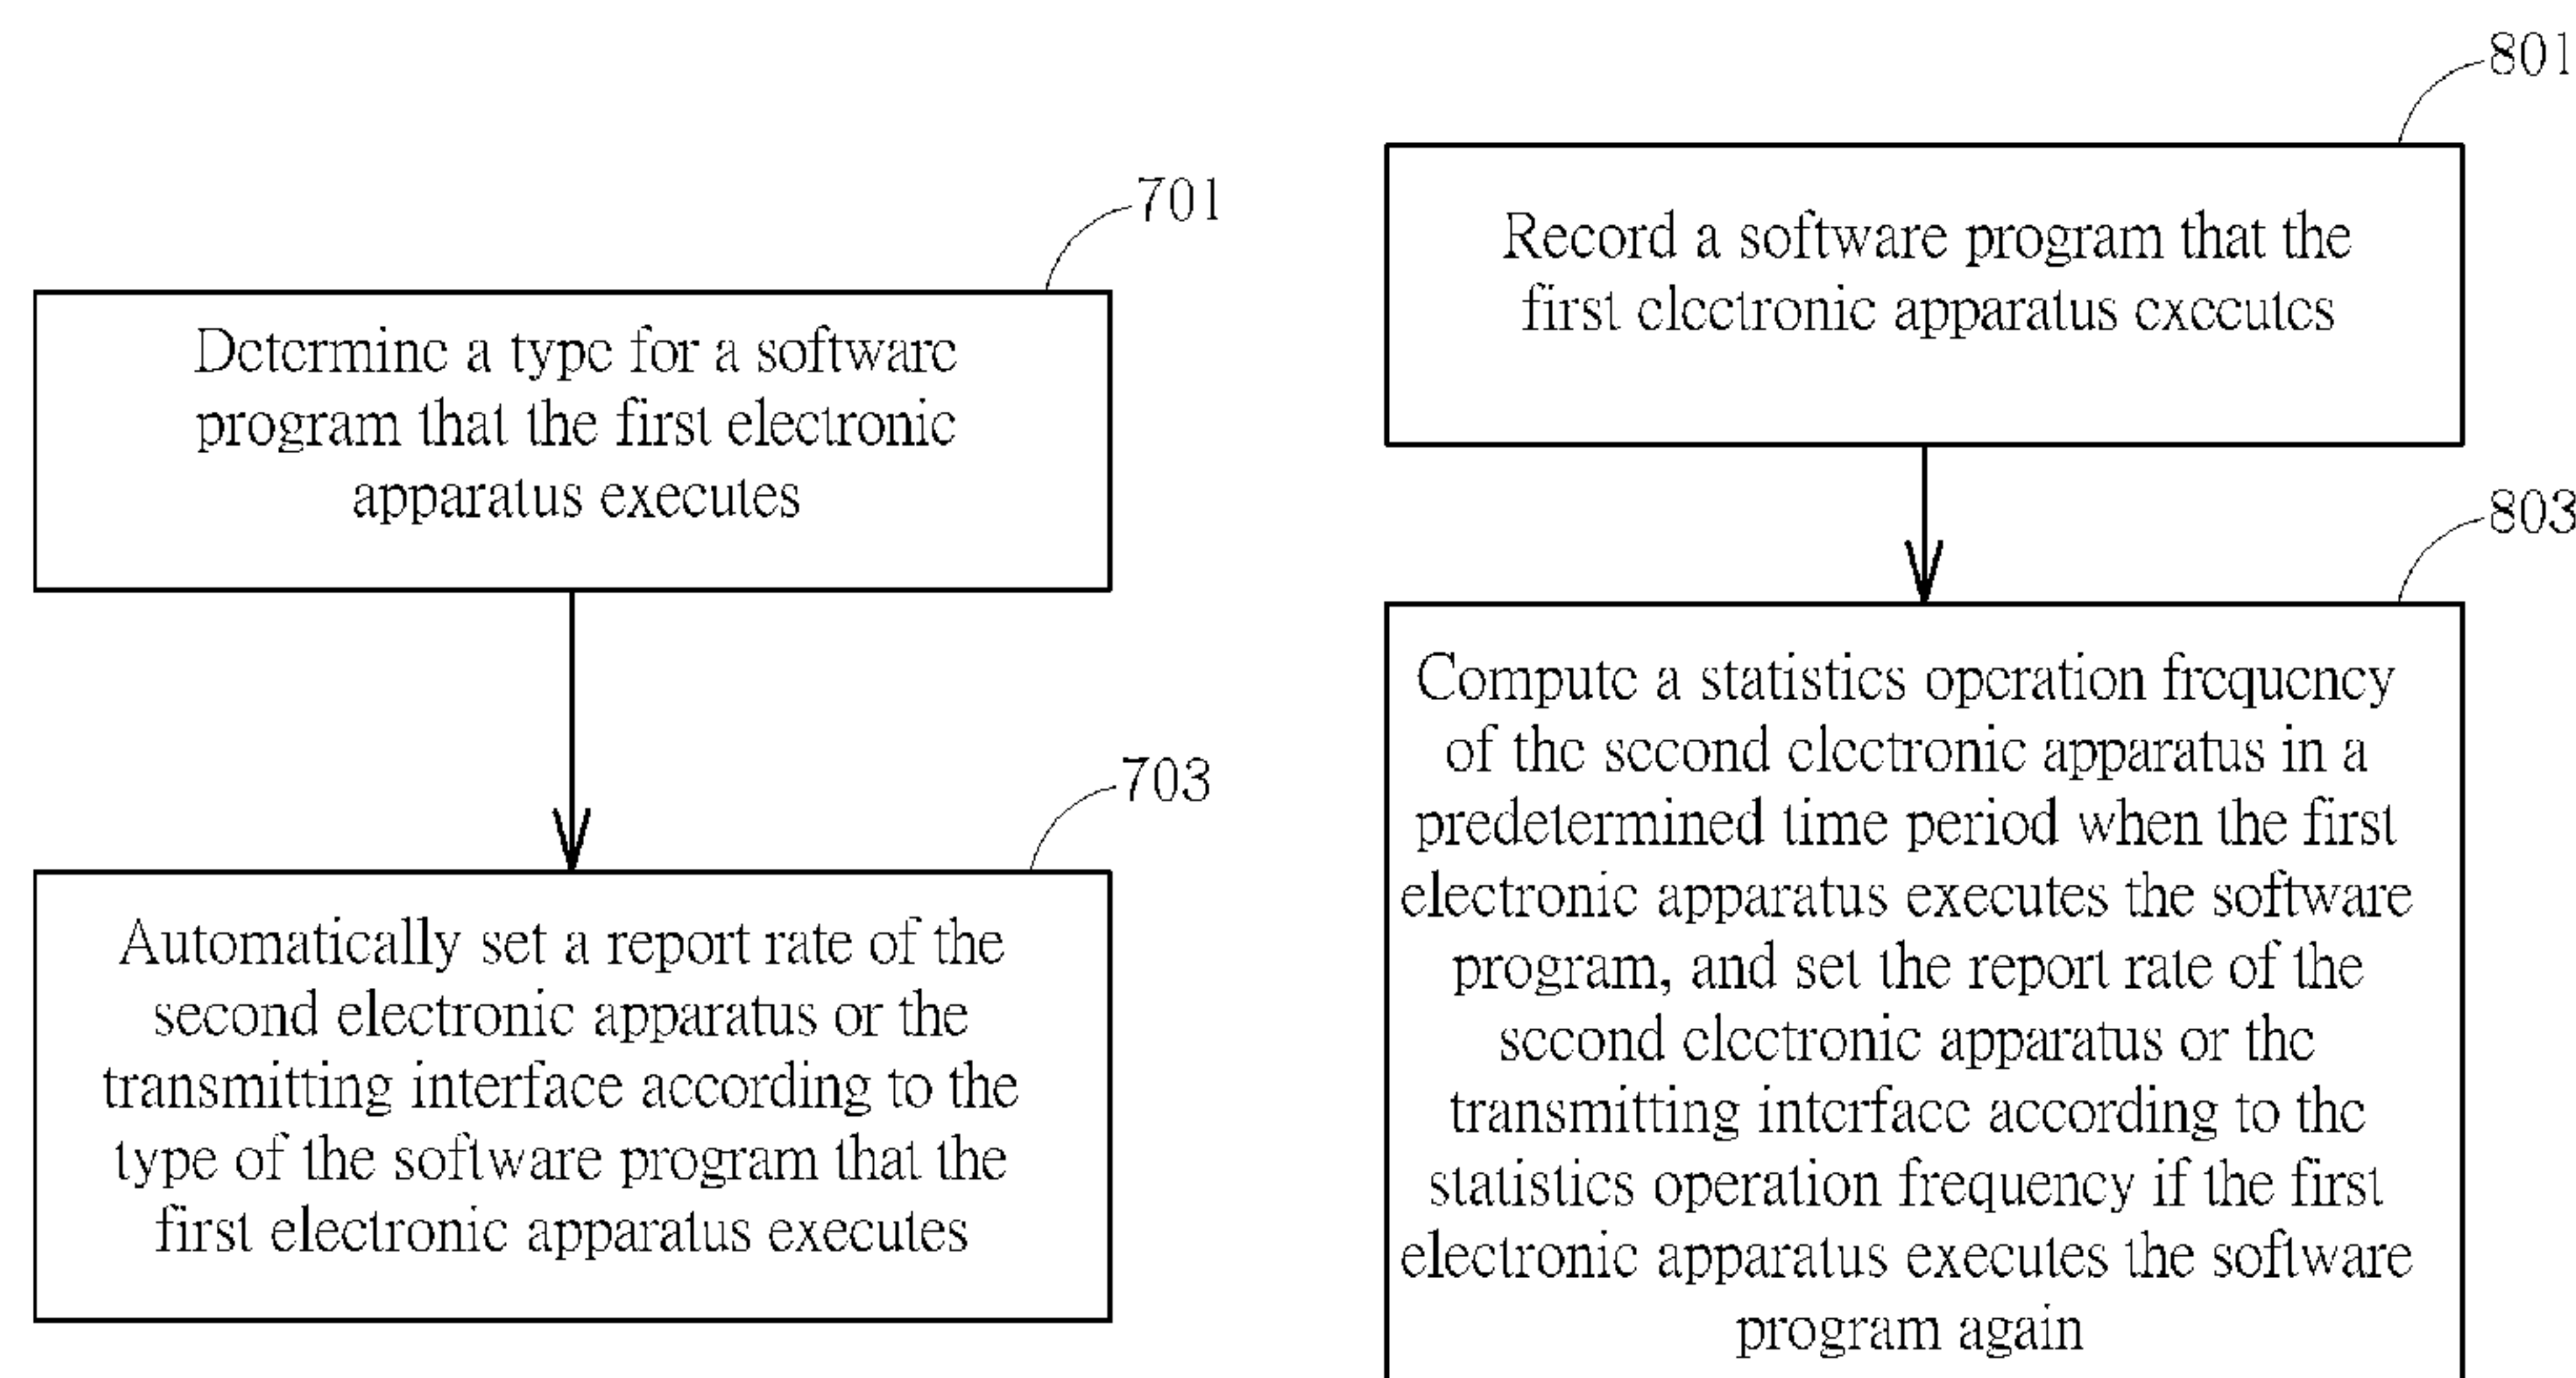 701
Determine a type for a software
program that the first electronic
apparatus executes
703
Automatically set a report rate of the
second electronic apparatus or the
transmitting interface according to the
type of the software program that the
first electronic apparatus executes
801
Record a software program that the
first electronic apparatus executes
803
Compute a statistics operation frequency
of the second electronic apparatus in a
predetermined time period when the first
electronic apparatus executes the software
program, and set the report rate of the
second electronic apparatus or the
transmitting interface according to the
statistics operation frequency if the first
electronic apparatus executes the software
program again